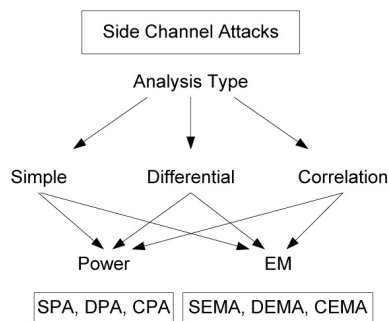 Side Channel Attacks
Analysis Type
Simple Differential Correlation
Power EM
SPA, DPA, CPA SEMA, DEMA, CEMA